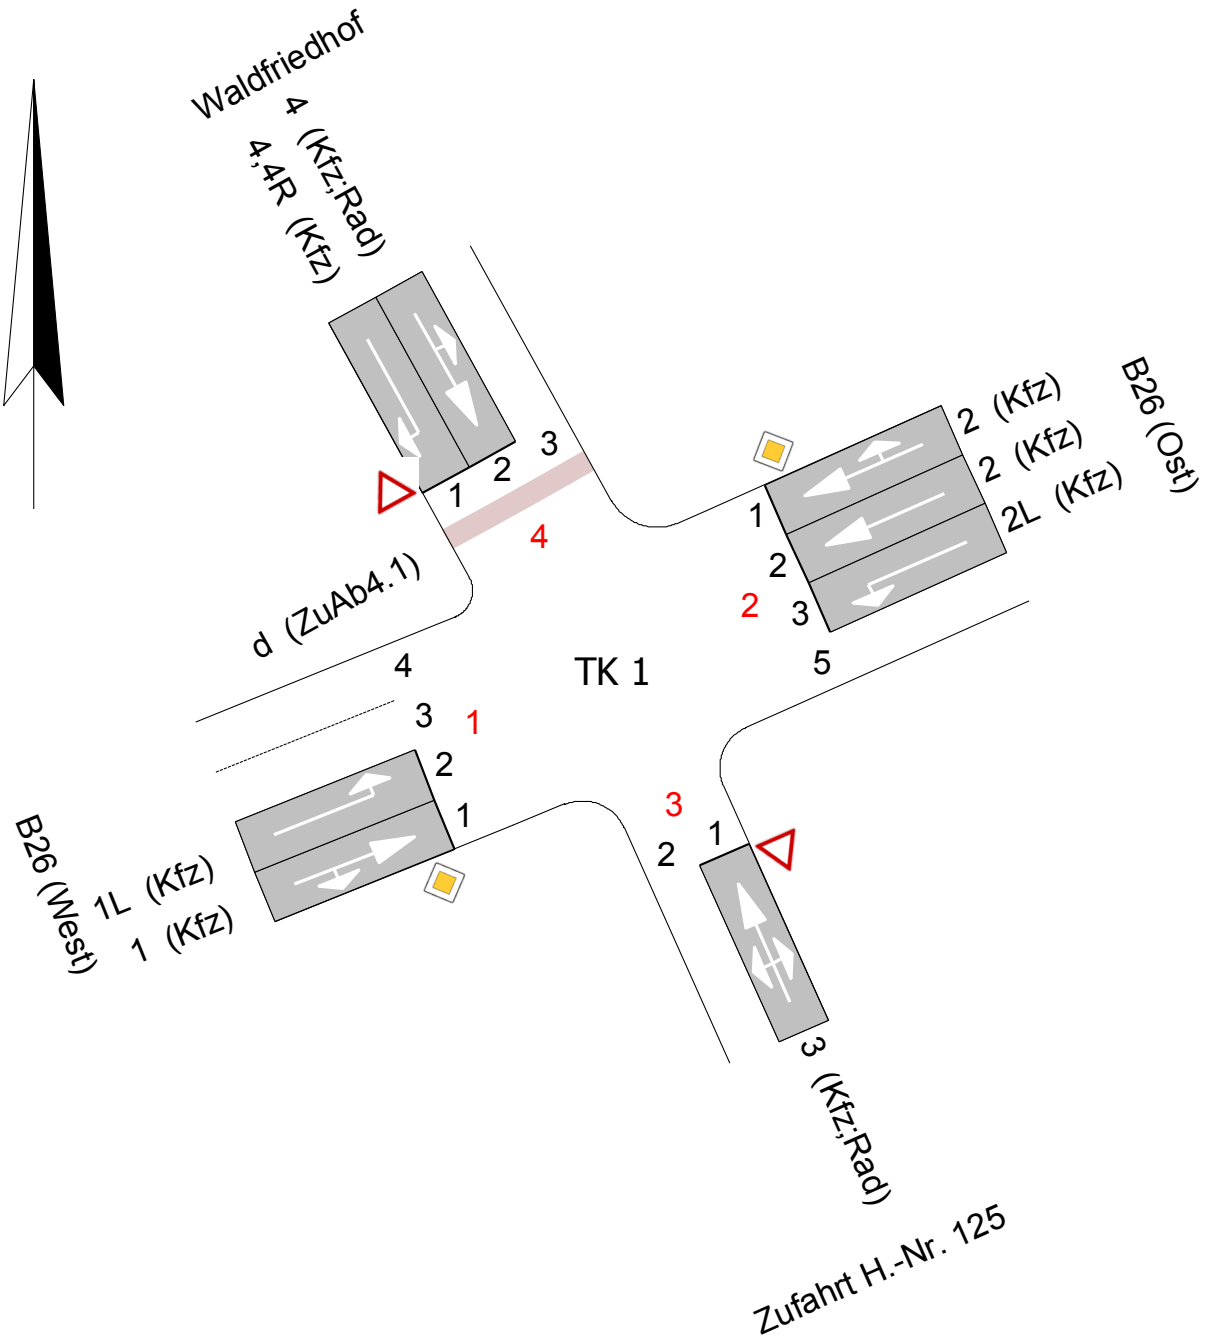 Waldfriedhof
4 (Kfz;Rad)
4,4R (Kfz)
B26 (Ost)
2 (Kfz)
2 (Kfz)
2L (Kfz)
3
2
1
4
1
2
2
3
5
d (ZuAb4.1)
4
TK 1
3
1
2
1
B26 (West)
1L (Kfz)
1 (Kfz)
3
1
2
3 (Kfz;Rad)
Zufahrt H.-Nr. 125